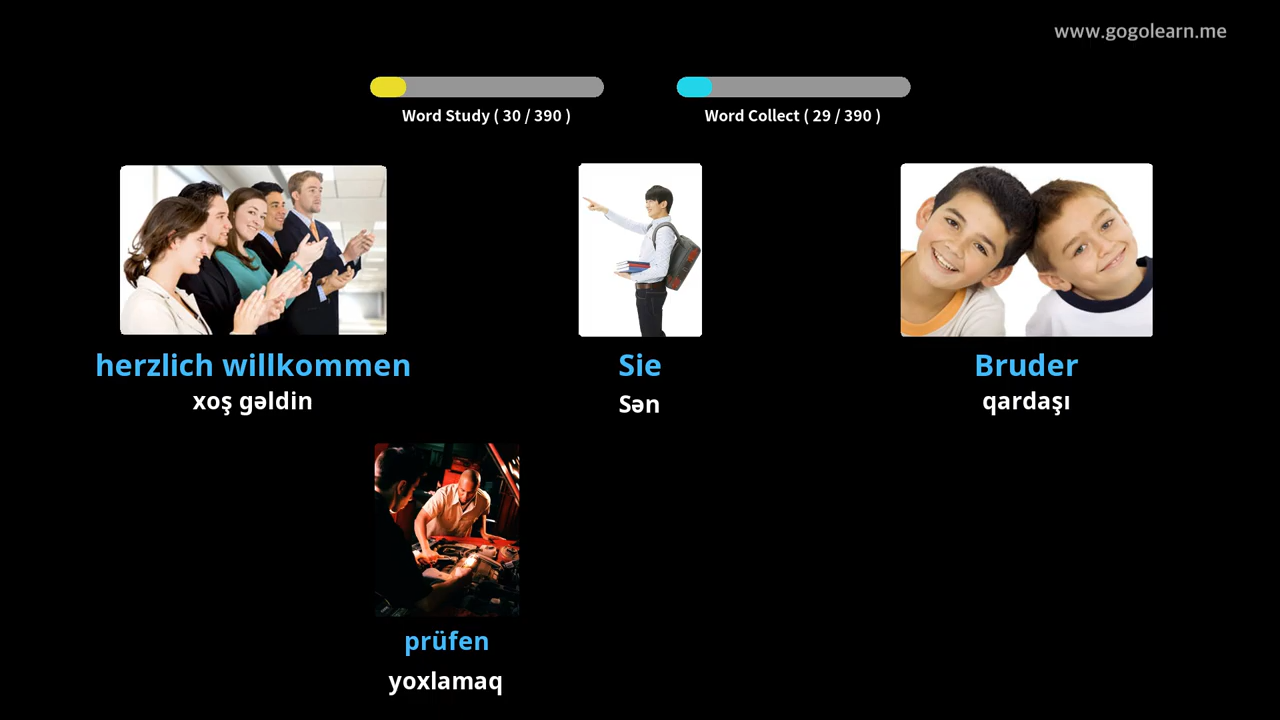 www.gogolearn.me
Word Study ( 30 / 390 )
Word Collect ( 29 / 390 )
herzlich willkommen
xoş gəldin
Sie
Sən
Bruder
qardaşı
prüfen
yoxlamaq